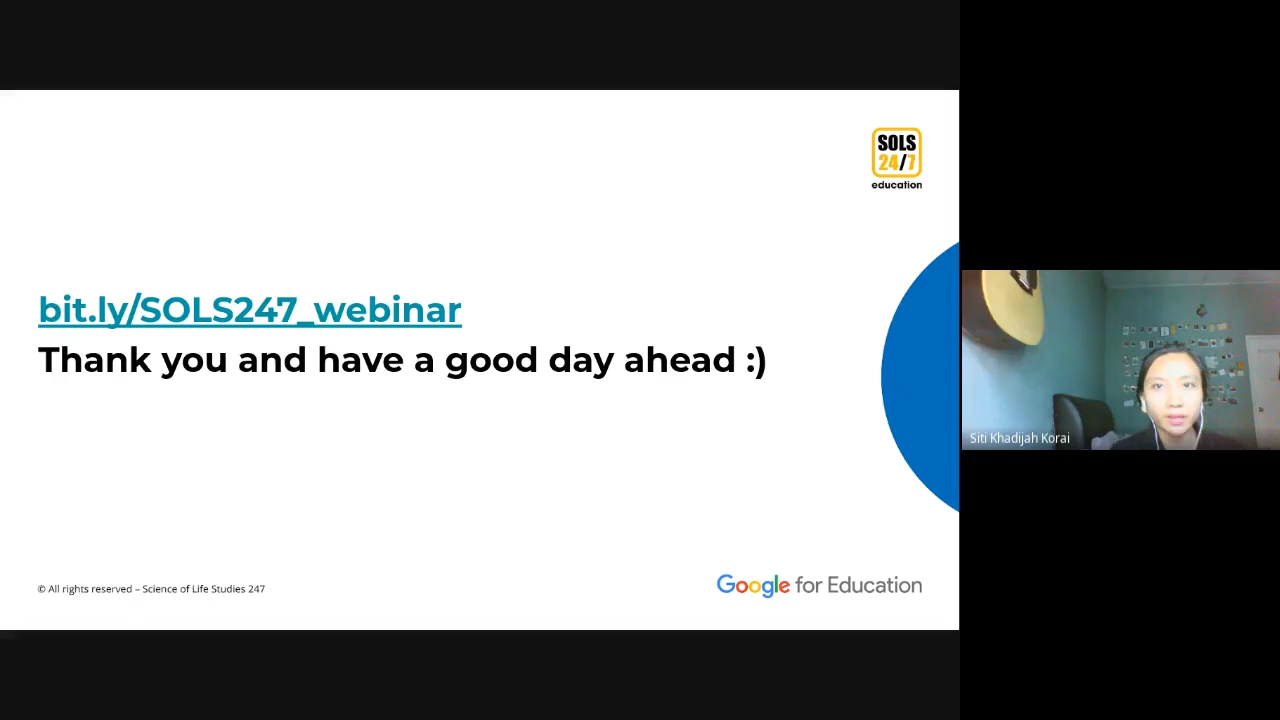 SOLS
24/7
education
bit.ly/SOLS247_webinar
Thank you and have a good day ahead :)
© All rights reserved – Science of Life Studies 247
Google for Education
Siti Khadijah Korai